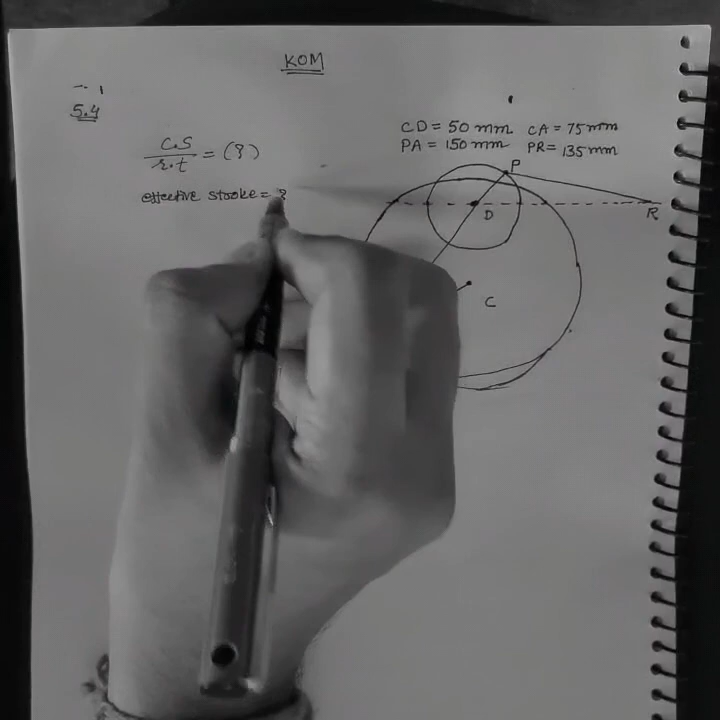 KOM
5.4
CD = 50 mm CA = 75 mm
PA = 150 mm PR = 135 mm
C.S
r.t = (?)
effective stroke = ?
P
D
R
C